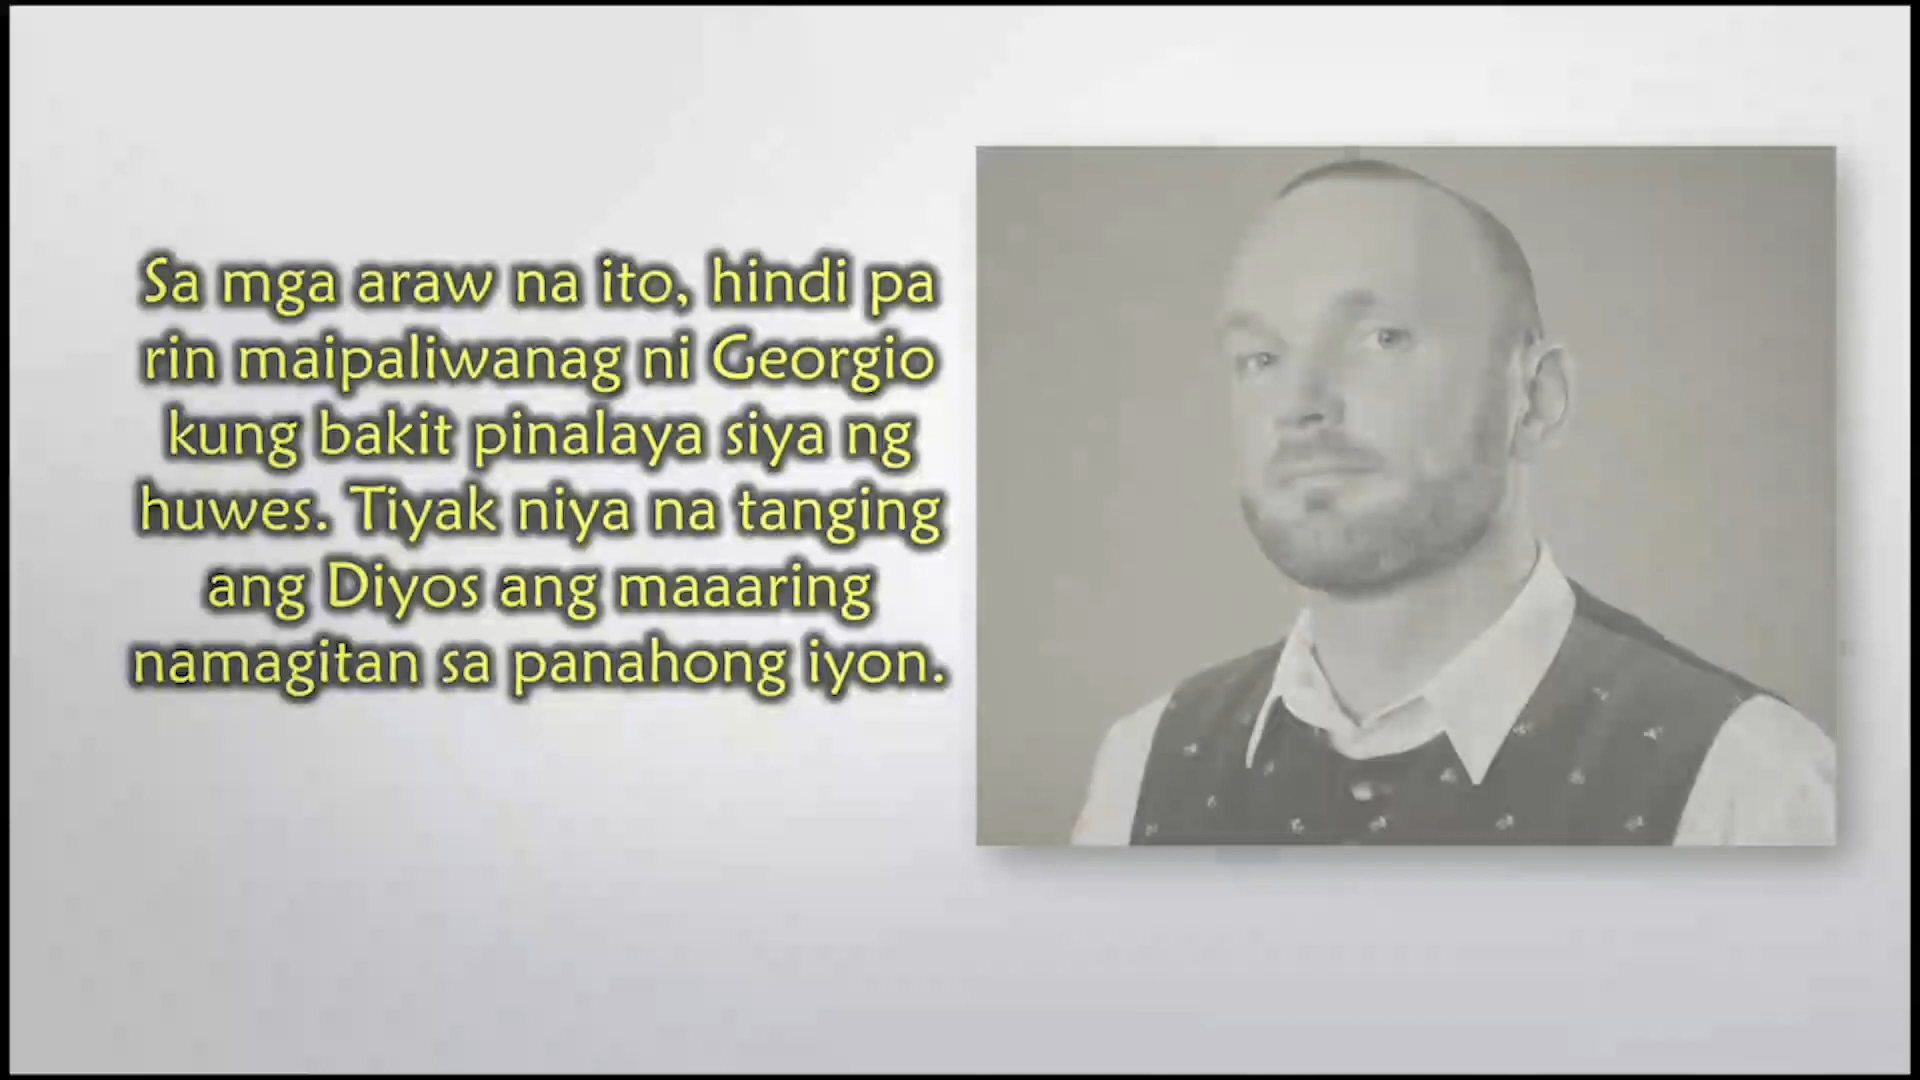 Sa mga araw na ito, hindi pa
rin maipaliwanag ni Georgio
kung bakit pinalaya siya ng
huwes. Tiyak niya na tanging
ang Diyos ang maaaring
namagitan sa panahong iyon.